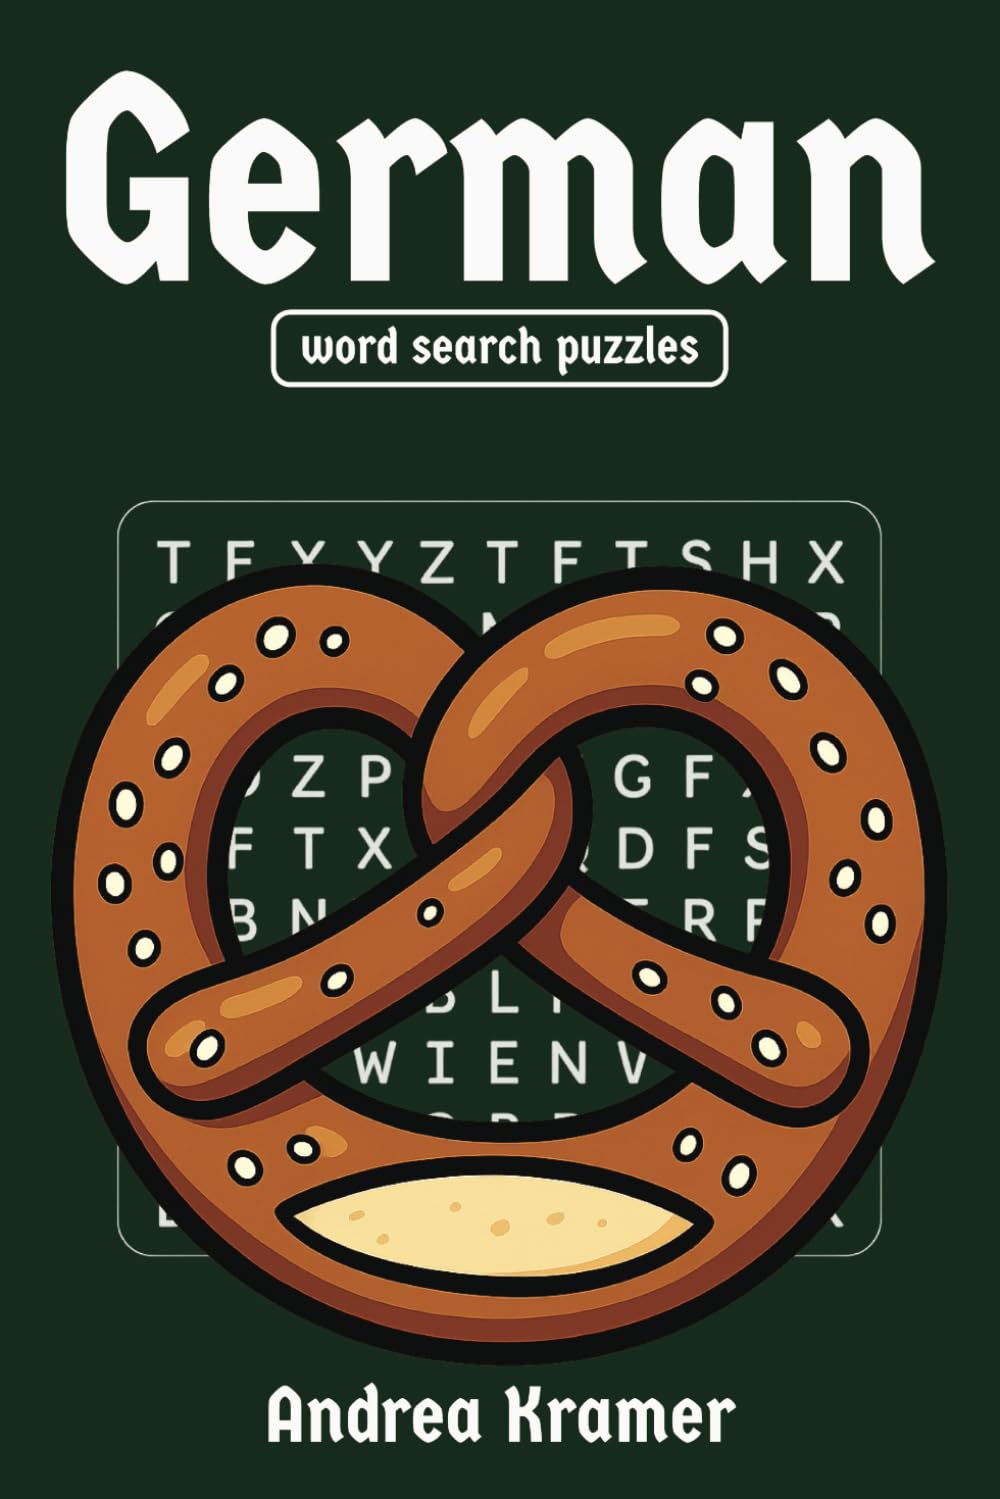 German
word search puzzles
T F Y Y Z T F T S H X
Z P G F
F T X D F S
B N R
L
W I E N V
Andrea Kramer